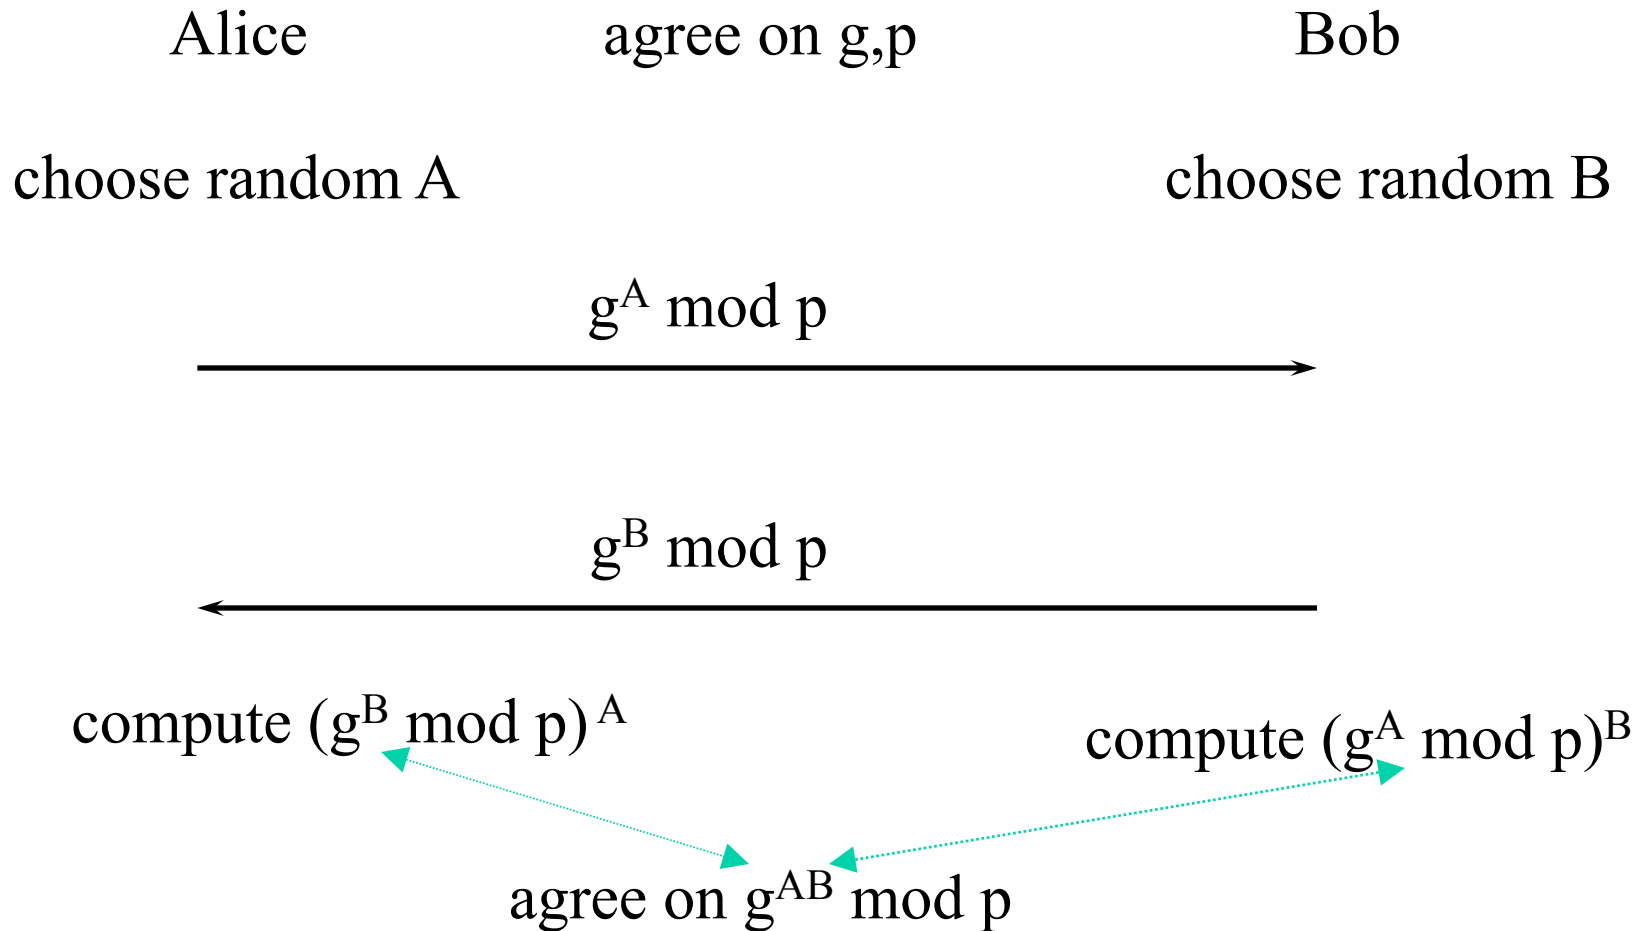 Alice agree on g,p Bob
choose random A choose random B
g^A mod p
g^B mod p
compute (g^B mod p)^A compute (g^A mod p)^B
agree on g^AB mod p